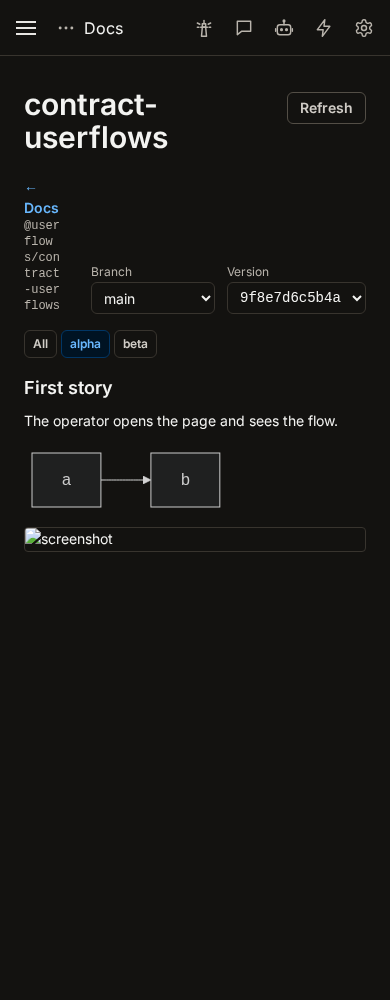 Docs
contract-
userflows
Refresh
←
Docs
@user
flow
s/con
tract
-user
flows
Branch
main
Version
9f8e7d6c5b4a
All
alpha
beta
First story
The operator opens the page and sees the flow.
a
b
screenshot